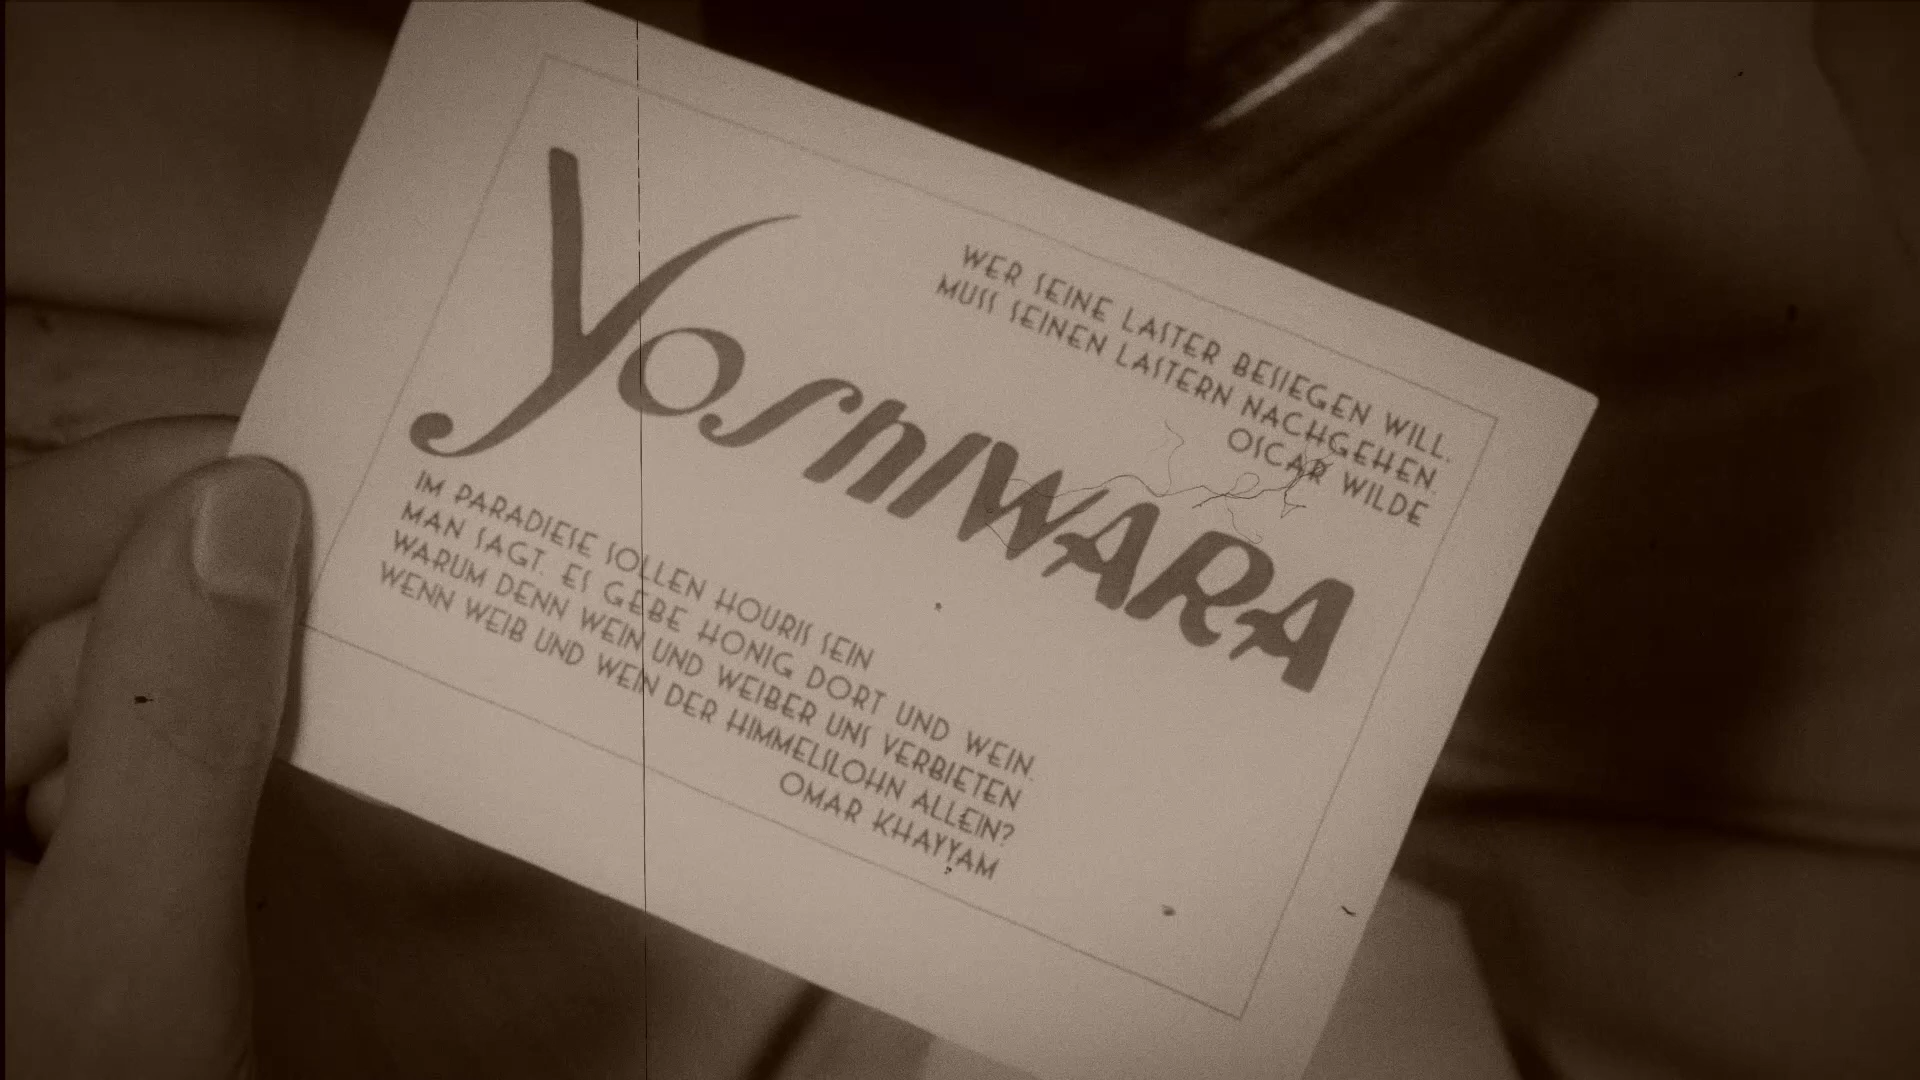 WER SEINE LASTER BESIEGEN WILL,
MUSS SEINEN LASTERN NACHGEHEN.
OSCAR WILDE
Yoshiwara
IM PARADIESE SOLLEN HOURIS SEIN
MAN SAGT. ES GEBE HONIG DORT UND WEIN.
WARUM DENN WEIN UND WEIBER UNS VERBIETEN
WENN WEIB UND WEIN DER HIMMELSLOHN ALLEIN?
OMAR KHAYYAM